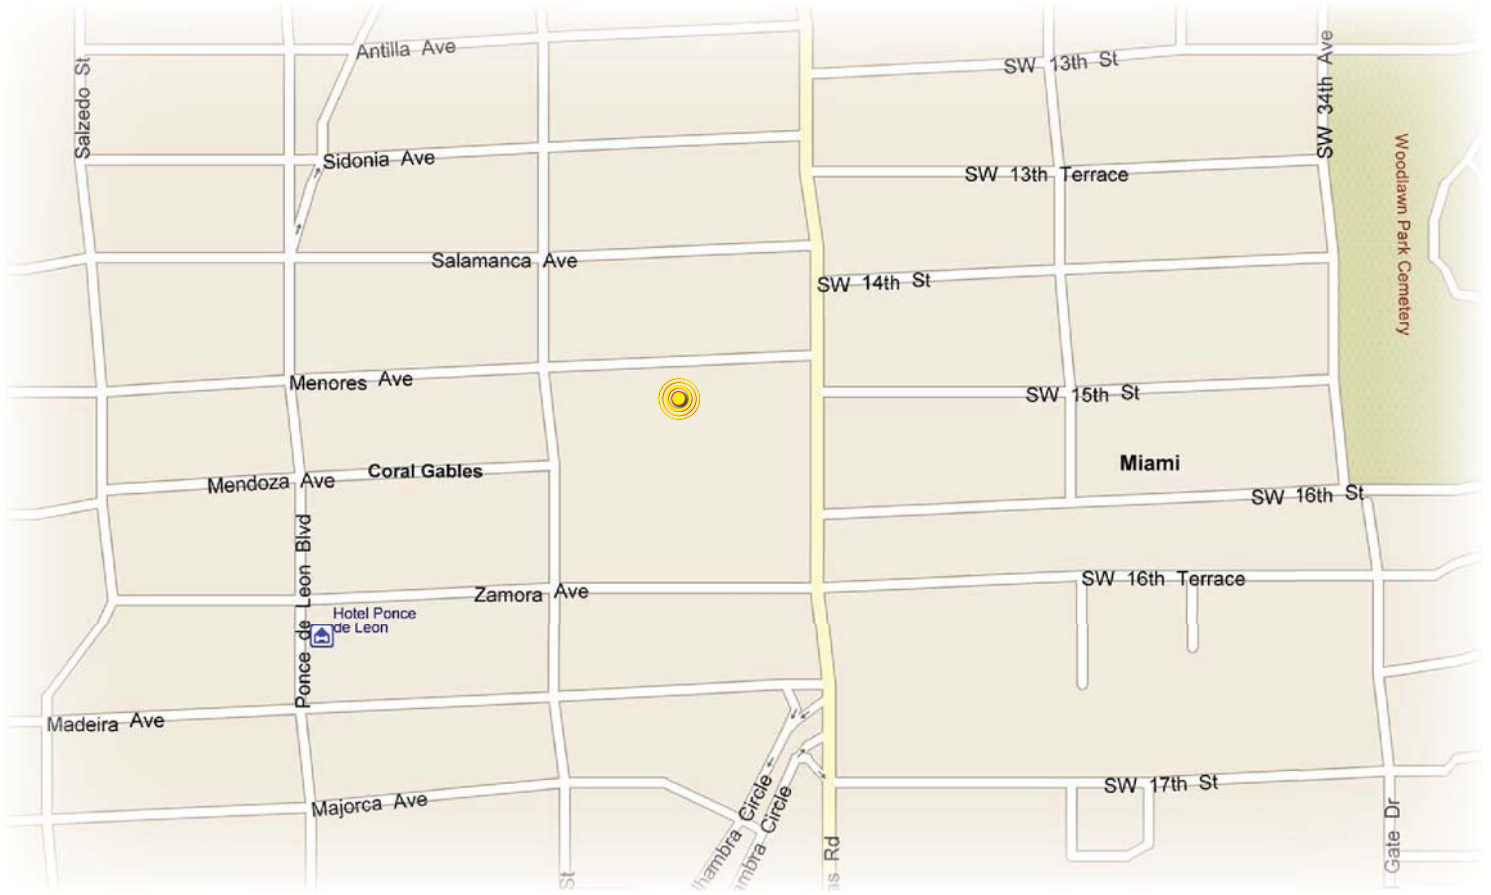 Antilla Ave
SW 13th St
SW 34th Ave
Salzedo St
Sidonia Ave
SW 13th Terrace
Woodlawn Park Cemetery
Salamanca Ave
SW 14th St
Menores Ave
SW 15th St
Miami
Coral Gables
Mendoza Ave
SW 16th St
Ponce de Leon Blvd
SW 16th Terrace
Zamora Ave
Hotel Ponce
de Leon
Madeira Ave
SW 17th St
Majorca Ave
lhambra Circle
ambra Circle
as Rd
Gate Dr
St